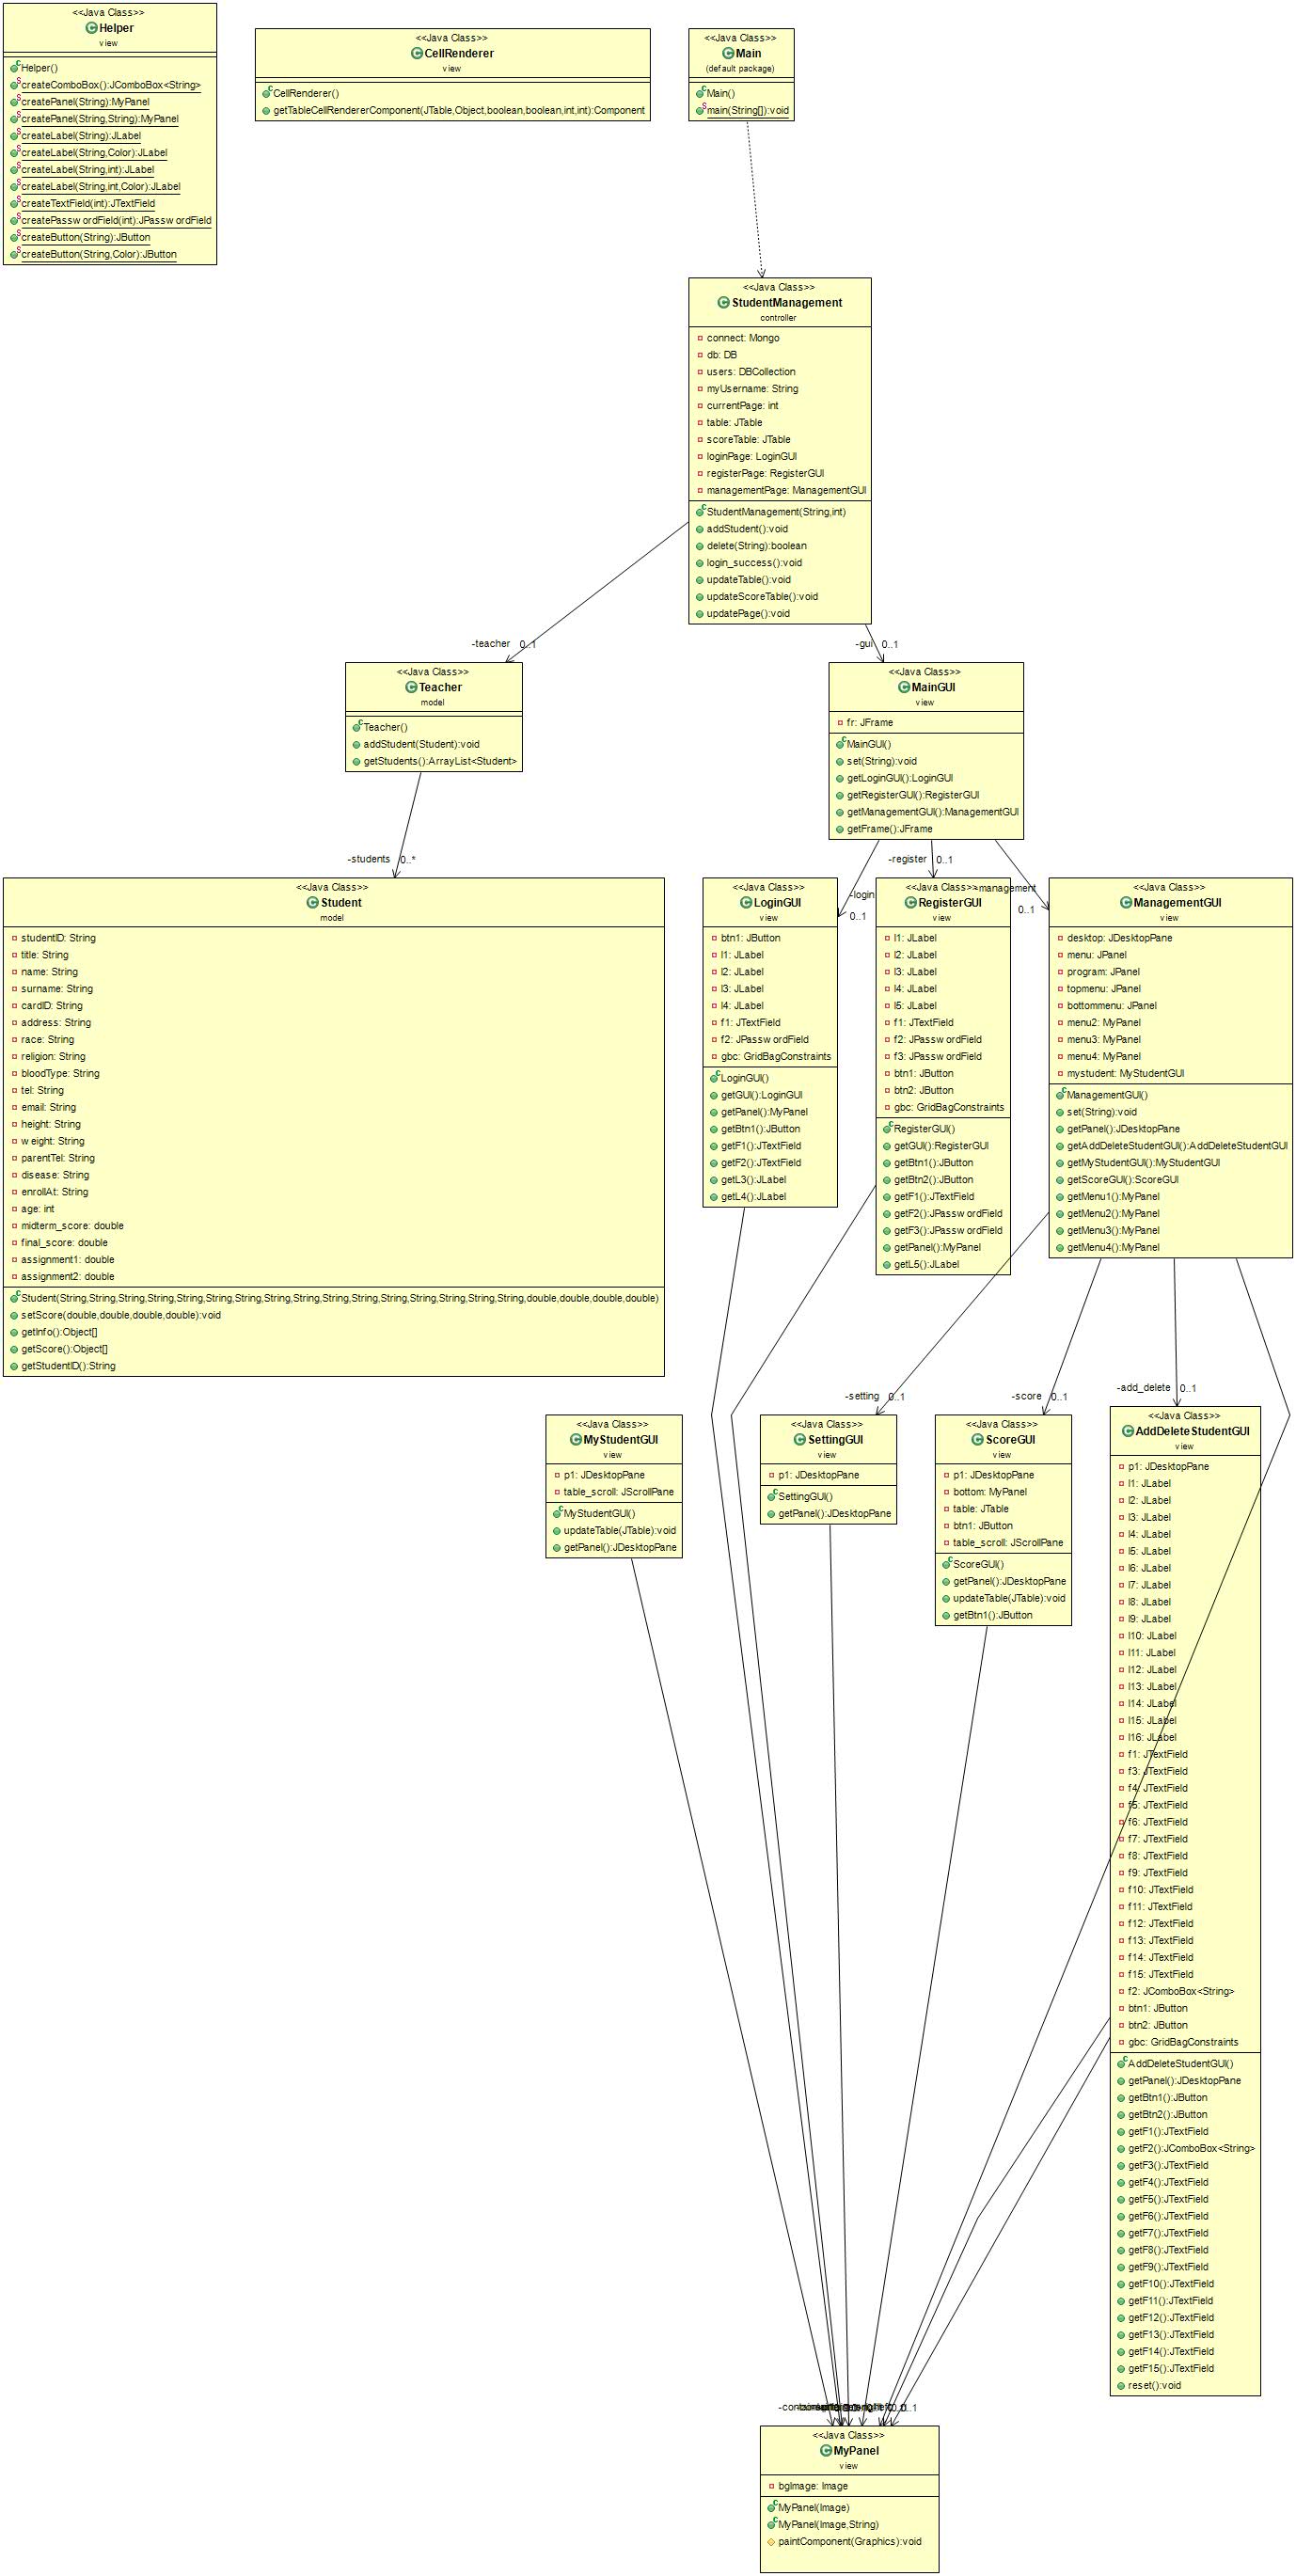 <<Java Class>>
Helper
view
Helper()
createComboBox():JComboBox<String>
createPanel(String):MyPanel
createPanel(String,String):MyPanel
createLabel(String):JLabel
createLabel(String,Color):JLabel
createLabel(String,int):JLabel
createLabel(String,int,Color):JLabel
createTextField(int):JTextField
createPassw ordField(int):JPassw ordField
createButton(String):JButton
createButton(String,Color):JButton
<<Java Class>>
CellRenderer
view
CellRenderer()
getTableCellRendererComponent(JTable,Object,boolean,boolean,int,int):Component
<<Java Class>>
Main
(default package)
Main()
main(String[]):void
<<Java Class>>
StudentManagement
controller
connect: Mongo
db: DB
users: DBCollection
myUsername: String
currentPage: int
table: JTable
scoreTable: JTable
loginPage: LoginGUI
registerPage: RegisterGUI
managementPage: ManagementGUI
StudentManagement(String,int)
addStudent():void
delete(String):boolean
login_success():void
updateTable():void
updateScoreTable():void
updatePage():void
-teacher 0..1
-gui 0..1
<<Java Class>>
Teacher
model
Teacher()
addStudent(Student):void
getStudents():ArrayList<Student>
<<Java Class>>
MainGUI
view
fr: JFrame
MainGUI()
set(String):void
getLoginGUI():LoginGUI
getRegisterGUI():RegisterGUI
getManagementGUI():ManagementGUI
getFrame():JFrame
-students 0..*
-login 0..1
-register 0..1
-management 0..1
<<Java Class>>
Student
model
studentID: String
title: String
name: String
surname: String
cardID: String
address: String
race: String
religion: String
bloodType: String
tel: String
email: String
height: String
w eight: String
parentTel: String
disease: String
enrollAt: String
age: int
midterm_score: double
final_score: double
assignment1: double
assignment2: double
Student(String,String,String,String,String,String,String,String,String,String,String,String,String,String,String,String,double,double,double,double)
setScore(double,double,double,double):void
getInfo():Object[]
getScore():Object[]
getStudentID():String
<<Java Class>>
LoginGUI
view
btn1: JButton
l1: JLabel
l2: JLabel
l3: JLabel
l4: JLabel
f1: JTextField
f2: JPassw ordField
gbc: GridBagConstraints
LoginGUI()
getGUI():LoginGUI
getPanel():MyPanel
getBtn1():JButton
getF1():JTextField
getF2():JTextField
getL3():JLabel
getL4():JLabel
<<Java Class>>
RegisterGUI
view
l1: JLabel
l2: JLabel
l3: JLabel
l4: JLabel
l5: JLabel
f1: JTextField
f2: JPassw ordField
f3: JPassw ordField
btn1: JButton
btn2: JButton
gbc: GridBagConstraints
RegisterGUI()
getGUI():RegisterGUI
getBtn1():JButton
getBtn2():JButton
getF1():JTextField
getF2():JPassw ordField
getF3():JPassw ordField
getPanel():MyPanel
getL5():JLabel
<<Java Class>>
ManagementGUI
view
desktop: JDesktopPane
menu: JPanel
program: JPanel
topmenu: JPanel
bottommenu: JPanel
menu2: MyPanel
menu3: MyPanel
menu4: MyPanel
mystudent: MyStudentGUI
ManagementGUI()
set(String):void
getPanel():JDesktopPane
getAddDeleteStudentGUI():AddDeleteStudentGUI
getMyStudentGUI():MyStudentGUI
getScoreGUI():ScoreGUI
getMenu1():MyPanel
getMenu2():MyPanel
getMenu3():MyPanel
getMenu4():MyPanel
-setting 0..1
-score 0..1
-add_delete 0..1
<<Java Class>>
MyStudentGUI
view
p1: JDesktopPane
table_scroll: JScrollPane
MyStudentGUI()
updateTable(JTable):void
getPanel():JDesktopPane
<<Java Class>>
SettingGUI
view
p1: JDesktopPane
SettingGUI()
getPanel():JDesktopPane
<<Java Class>>
ScoreGUI
view
p1: JDesktopPane
bottom: MyPanel
table: JTable
btn1: JButton
table_scroll: JScrollPane
ScoreGUI()
getPanel():JDesktopPane
updateTable(JTable):void
getBtn1():JButton
<<Java Class>>
AddDeleteStudentGUI
view
p1: JDesktopPane
l1: JLabel
l2: JLabel
l3: JLabel
l4: JLabel
l5: JLabel
l6: JLabel
l7: JLabel
l8: JLabel
l9: JLabel
l10: JLabel
l11: JLabel
l12: JLabel
l13: JLabel
l14: JLabel
l15: JLabel
l16: JLabel
f1: JTextField
f3: JTextField
f4: JTextField
f5: JTextField
f6: JTextField
f7: JTextField
f8: JTextField
f9: JTextField
f10: JTextField
f11: JTextField
f12: JTextField
f13: JTextField
f14: JTextField
f15: JTextField
f2: JComboBox<String>
btn1: JButton
btn2: JButton
gbc: GridBagConstraints
AddDeleteStudentGUI()
getPanel():JDesktopPane
getBtn1():JButton
getBtn2():JButton
getF1():JTextField
getF2():JComboBox<String>
getF3():JTextField
getF4():JTextField
getF5():JTextField
getF6():JTextField
getF7():JTextField
getF8():JTextField
getF9():JTextField
getF10():JTextField
getF11():JTextField
getF12():JTextField
getF13():JTextField
getF14():JTextField
getF15():JTextField
reset():void
<<Java Class>>
MyPanel
view
bgImage: Image
MyPanel(Image)
MyPanel(Image,String)
paintComponent(Graphics):void